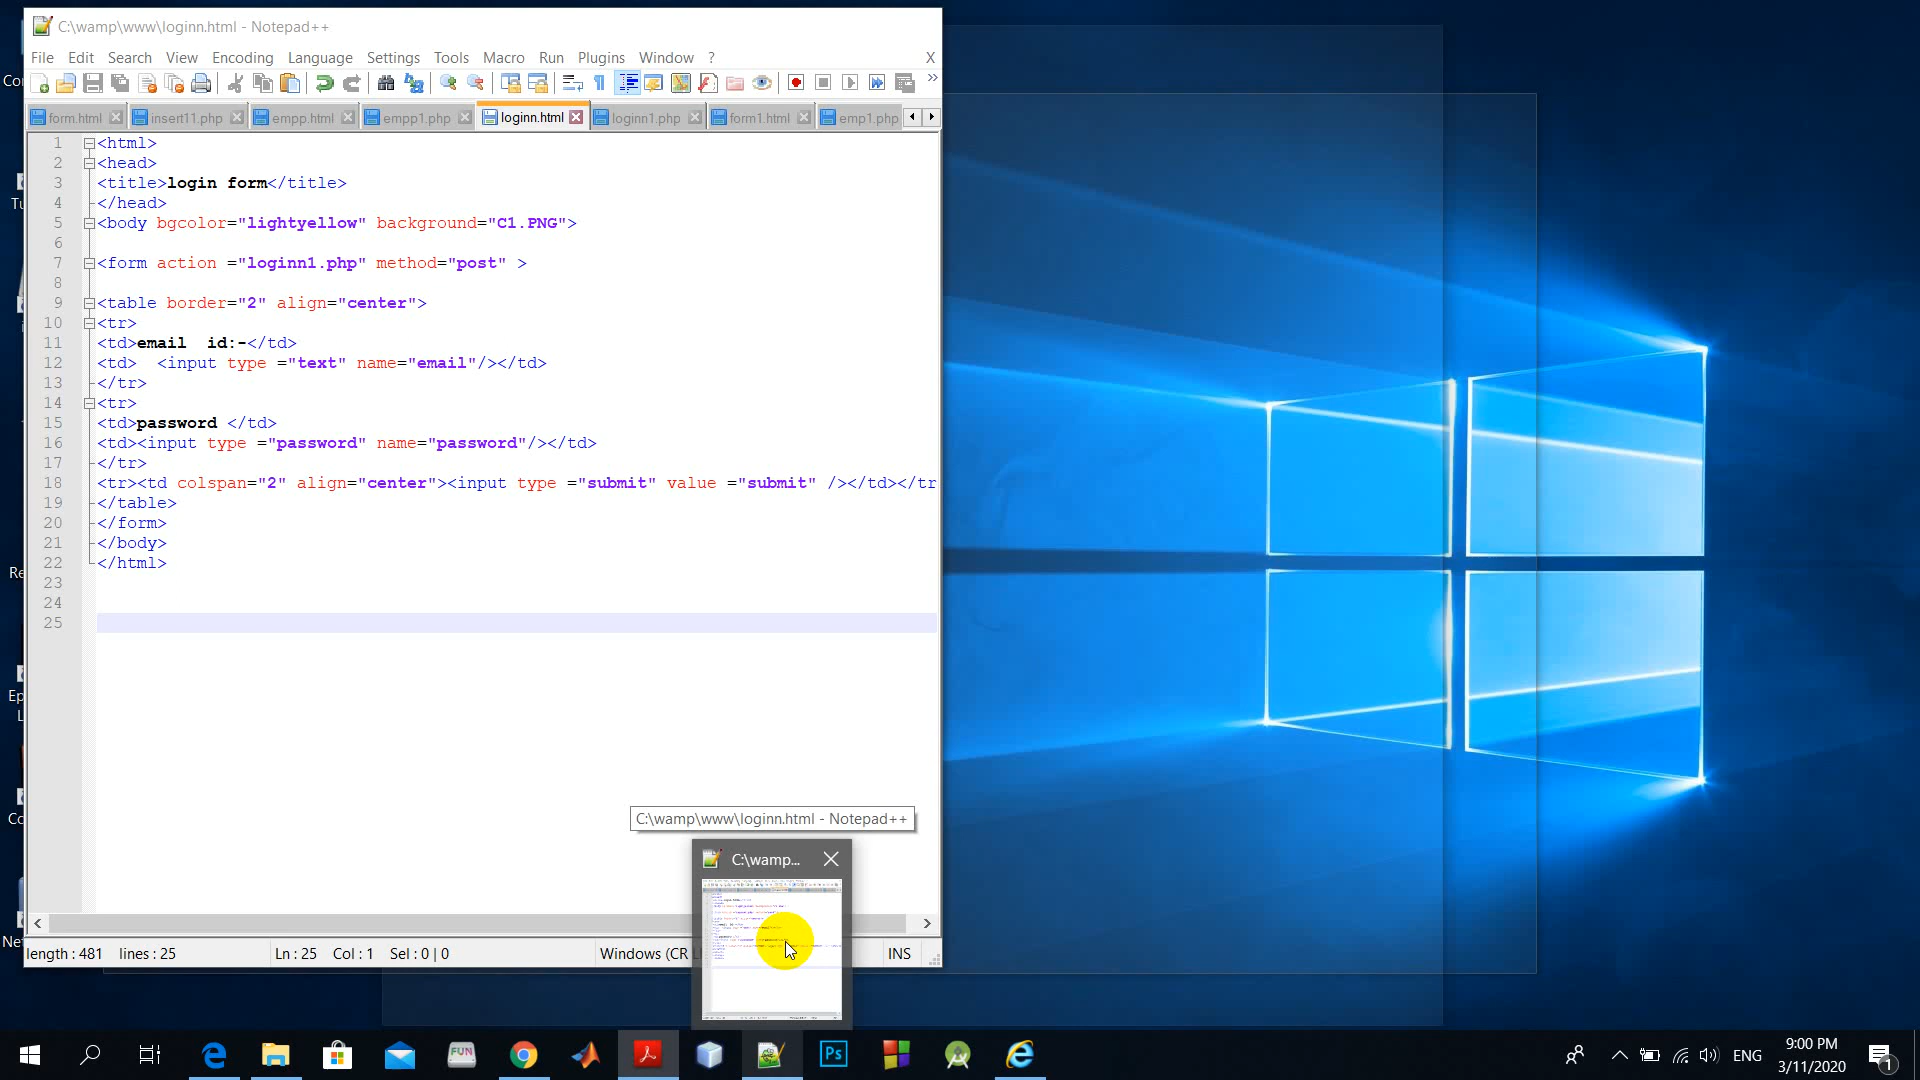 C:\wamp\www\loginn.html - Notepad++
File Edit Search View Encoding Language Settings Tools Macro Run Plugins Window ? X
form.html insert11.php empp.html empp1.php loginn.html loginn1.php form1.html emp1.php
1 <html>
2 <head>
3 <title>login form</title>
4 </head>
5 <body bgcolor="lightyellow" background="C1.PNG">
6
7 <form action ="loginn1.php" method="post" >
8
9 <table border="2" align="center">
10 <tr>
11 <td>email  id:-</td>
12 <td>  <input type ="text" name="email"/></td>
13 </tr>
14 <tr>
15 <td>password </td>
16 <td><input type ="password" name="password"/></td>
17 </tr>
18 <tr><td colspan="2" align="center"><input type ="submit" value ="submit" /></td></tr
19 </table>
20 </form>
21 </body>
22 </html>
23
24
25
C:\wamp\www\loginn.html - Notepad++
C:\wamp...
length : 481 lines : 25 Ln : 25 Col : 1 Sel : 0 | 0 Windows (CR INS
FUN Ps ENG
9:00 PM
3/11/2020
1